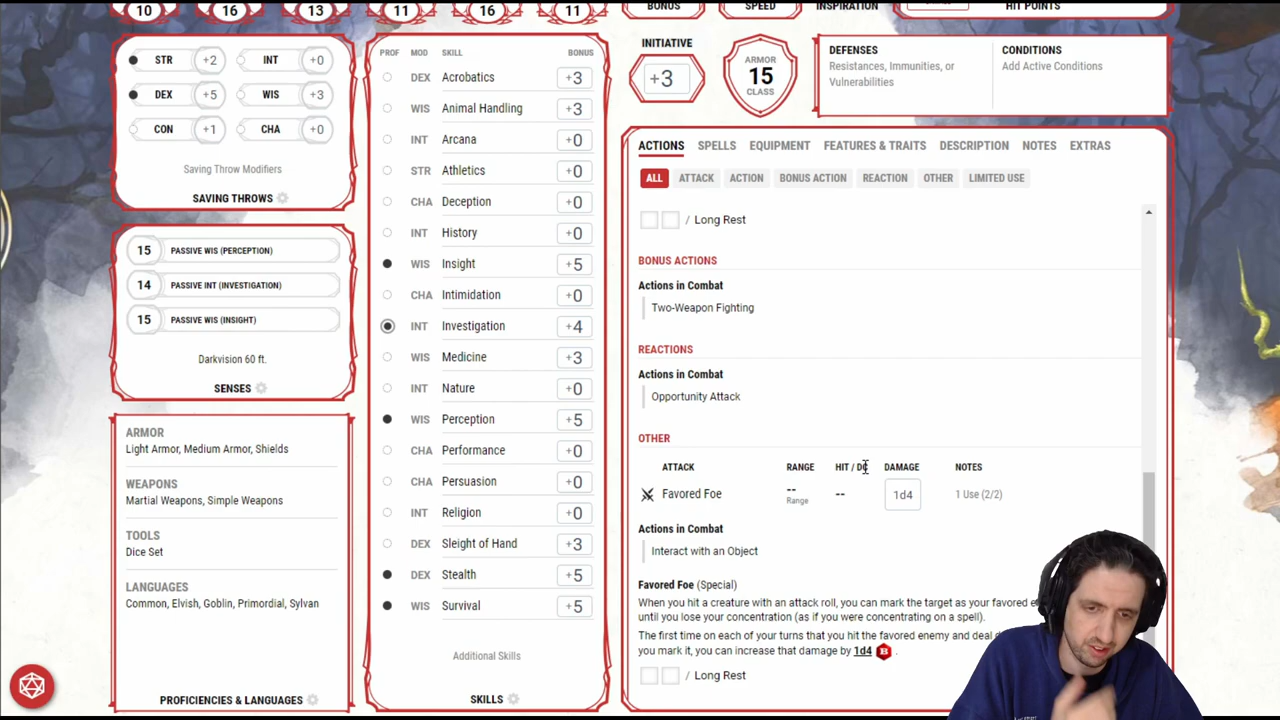 10
16
13
11
16
11
BONUS
SPEED
INSPIRATION
HIT POINTS
STR +2 INT +0
DEX +5 WIS +3
CON +1 CHA +0
Saving Throw Modifiers
SAVING THROWS
15 PASSIVE WIS (PERCEPTION)
14 PASSIVE INT (INVESTIGATION)
15 PASSIVE WIS (INSIGHT)
Darkvision 60 ft.
SENSES
ARMOR
Light Armor, Medium Armor, Shields
WEAPONS
Martial Weapons, Simple Weapons
TOOLS
Dice Set
LANGUAGES
Common, Elvish, Goblin, Primordial, Sylvan
PROFICIENCIES & LANGUAGES
PROF MOD SKILL BONUS
DEX Acrobatics +3
WIS Animal Handling +3
INT Arcana +0
STR Athletics +0
CHA Deception +0
INT History +0
WIS Insight +5
CHA Intimidation +0
INT Investigation +4
WIS Medicine +3
INT Nature +0
WIS Perception +5
CHA Performance +0
CHA Persuasion +0
INT Religion +0
DEX Sleight of Hand +3
DEX Stealth +5
WIS Survival +5
Additional Skills
SKILLS
INITIATIVE
+3
ARMOR
15
CLASS
DEFENSES
Resistances, Immunities, or
Vulnerabilities
CONDITIONS
Add Active Conditions
ACTIONS SPELLS EQUIPMENT FEATURES & TRAITS DESCRIPTION NOTES EXTRAS
ALL ATTACK ACTION BONUS ACTION REACTION OTHER LIMITED USE
/ Long Rest
BONUS ACTIONS
Actions in Combat
Two-Weapon Fighting
REACTIONS
Actions in Combat
Opportunity Attack
OTHER
ATTACK RANGE HIT / DC DAMAGE NOTES
Favored Foe -- -- 1d4 1 Use (2/2)
Range
Actions in Combat
Interact with an Object
Favored Foe (Special)
When you hit a creature with an attack roll, you can mark the target as your favored
until you lose your concentration (as if you were concentrating on a spell).
The first time on each of your turns that you hit the favored enemy and deal
you mark it, you can increase that damage by 1d4 B .
/ Long Rest